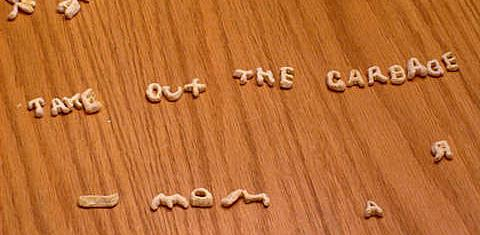 TAKE OUT THE GARBAGE
- MOM
A